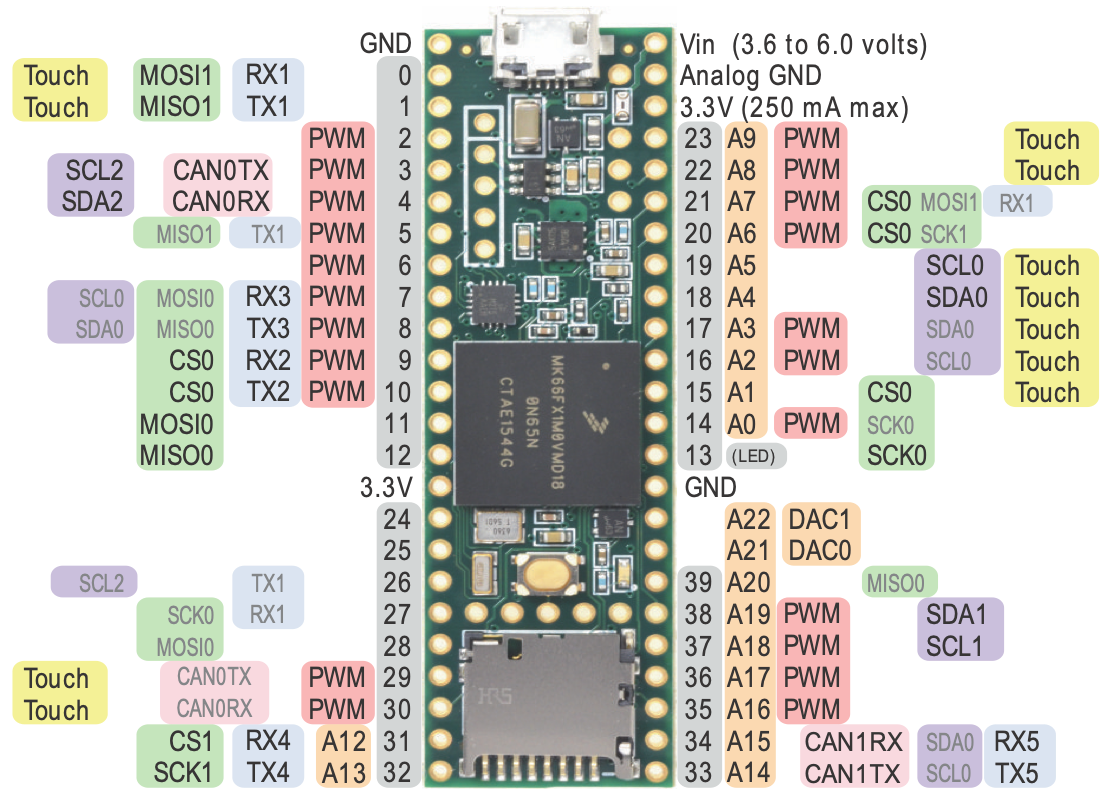 GND Vin (3.6 to 6.0 volts)
Touch MOSI1 RX1 0 Analog GND
Touch MISO1 TX1 1 3.3V (250 mA max)
PWM 2 23 A9 PWM Touch
SCL2 CAN0TX PWM 3 22 A8 PWM Touch
SDA2 CAN0RX PWM 4 21 A7 PWM CS0 MOSI1 RX1
MISO1 TX1 PWM 5 20 A6 PWM CS0 SCK1
PWM 6 19 A5 SCL0 Touch
SCL0 MOSI0 RX3 PWM 7 18 A4 SDA0 Touch
SDA0 MISO0 TX3 PWM 8 17 A3 PWM SDA0 Touch
CS0 RX2 PWM 9 16 A2 PWM SCL0 Touch
CS0 TX2 PWM 10 15 A1 CS0 Touch
MOSI0 11 14 A0 PWM SCK0
MISO0 12 13 (LED) SCK0
3.3V GND
24 A22 DAC1
25 A21 DAC0
SCL2 TX1 26 39 A20 MISO0
SCK0 RX1 27 38 A19 PWM SDA1
MOSI0 28 37 A18 PWM SCL1
Touch CAN0TX PWM 29 36 A17 PWM
Touch CAN0RX PWM 30 35 A16 PWM
CS1 RX4 A12 31 34 A15 CAN1RX SDA0 RX5
SCK1 TX4 A13 32 33 A14 CAN1TX SCL0 TX5
MK66FX1M0VMD18
0N65N
CTAE1544G
HRS